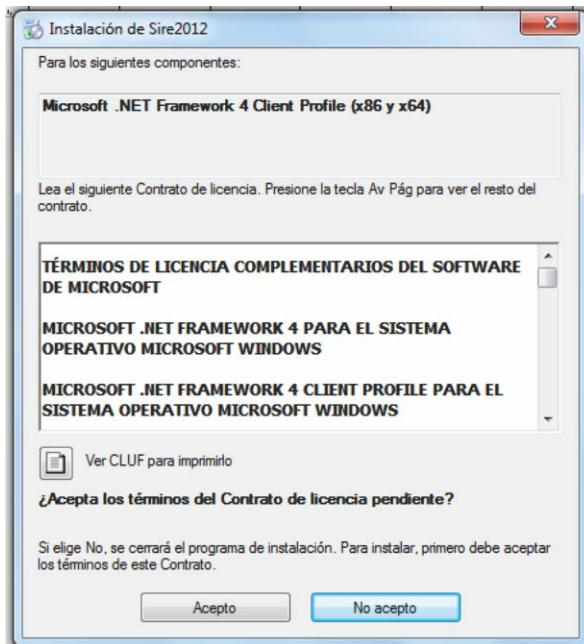 Instalación de Sire2012
Para los siguientes componentes:
Microsoft .NET Framework 4 Client Profile (x86 y x64)
Lea el siguiente Contrato de licencia. Presione la tecla Av Pág para ver el resto del
contrato.
TÉRMINOS DE LICENCIA COMPLEMENTARIOS DEL SOFTWARE
DE MICROSOFT
MICROSOFT .NET FRAMEWORK 4 PARA EL SISTEMA
OPERATIVO MICROSOFT WINDOWS
MICROSOFT .NET FRAMEWORK 4 CLIENT PROFILE PARA EL
SISTEMA OPERATIVO MICROSOFT WINDOWS
Ver CLUF para imprimirlo
¿Acepta los términos del Contrato de licencia pendiente?
Si elige No, se cerrará el programa de instalación. Para instalar, primero debe aceptar
los términos de este Contrato.
Acepto
No acepto